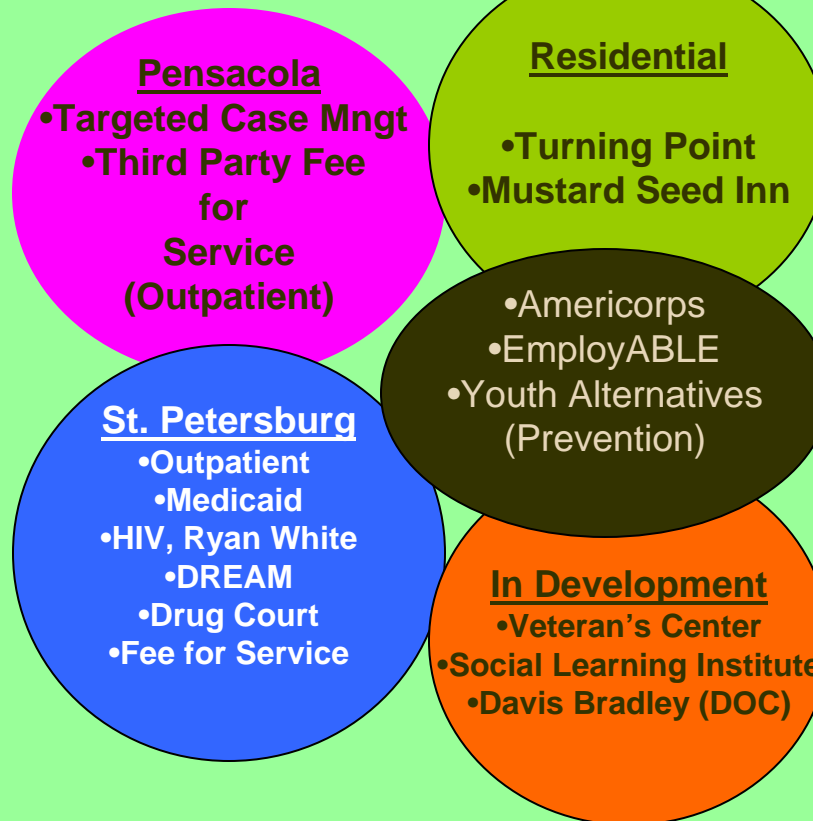 Pensacola
•Targeted Case Mngt
•Third Party Fee
for
Service
(Outpatient)
Residential
•Turning Point
•Mustard Seed Inn
•Americorps
•EmployABLE
•Youth Alternatives
(Prevention)
St. Petersburg
•Outpatient
•Medicaid
•HIV, Ryan White
•DREAM
•Drug Court
•Fee for Service
In Development
•Veteran's Center
•Social Learning Institute
•Davis Bradley (DOC)